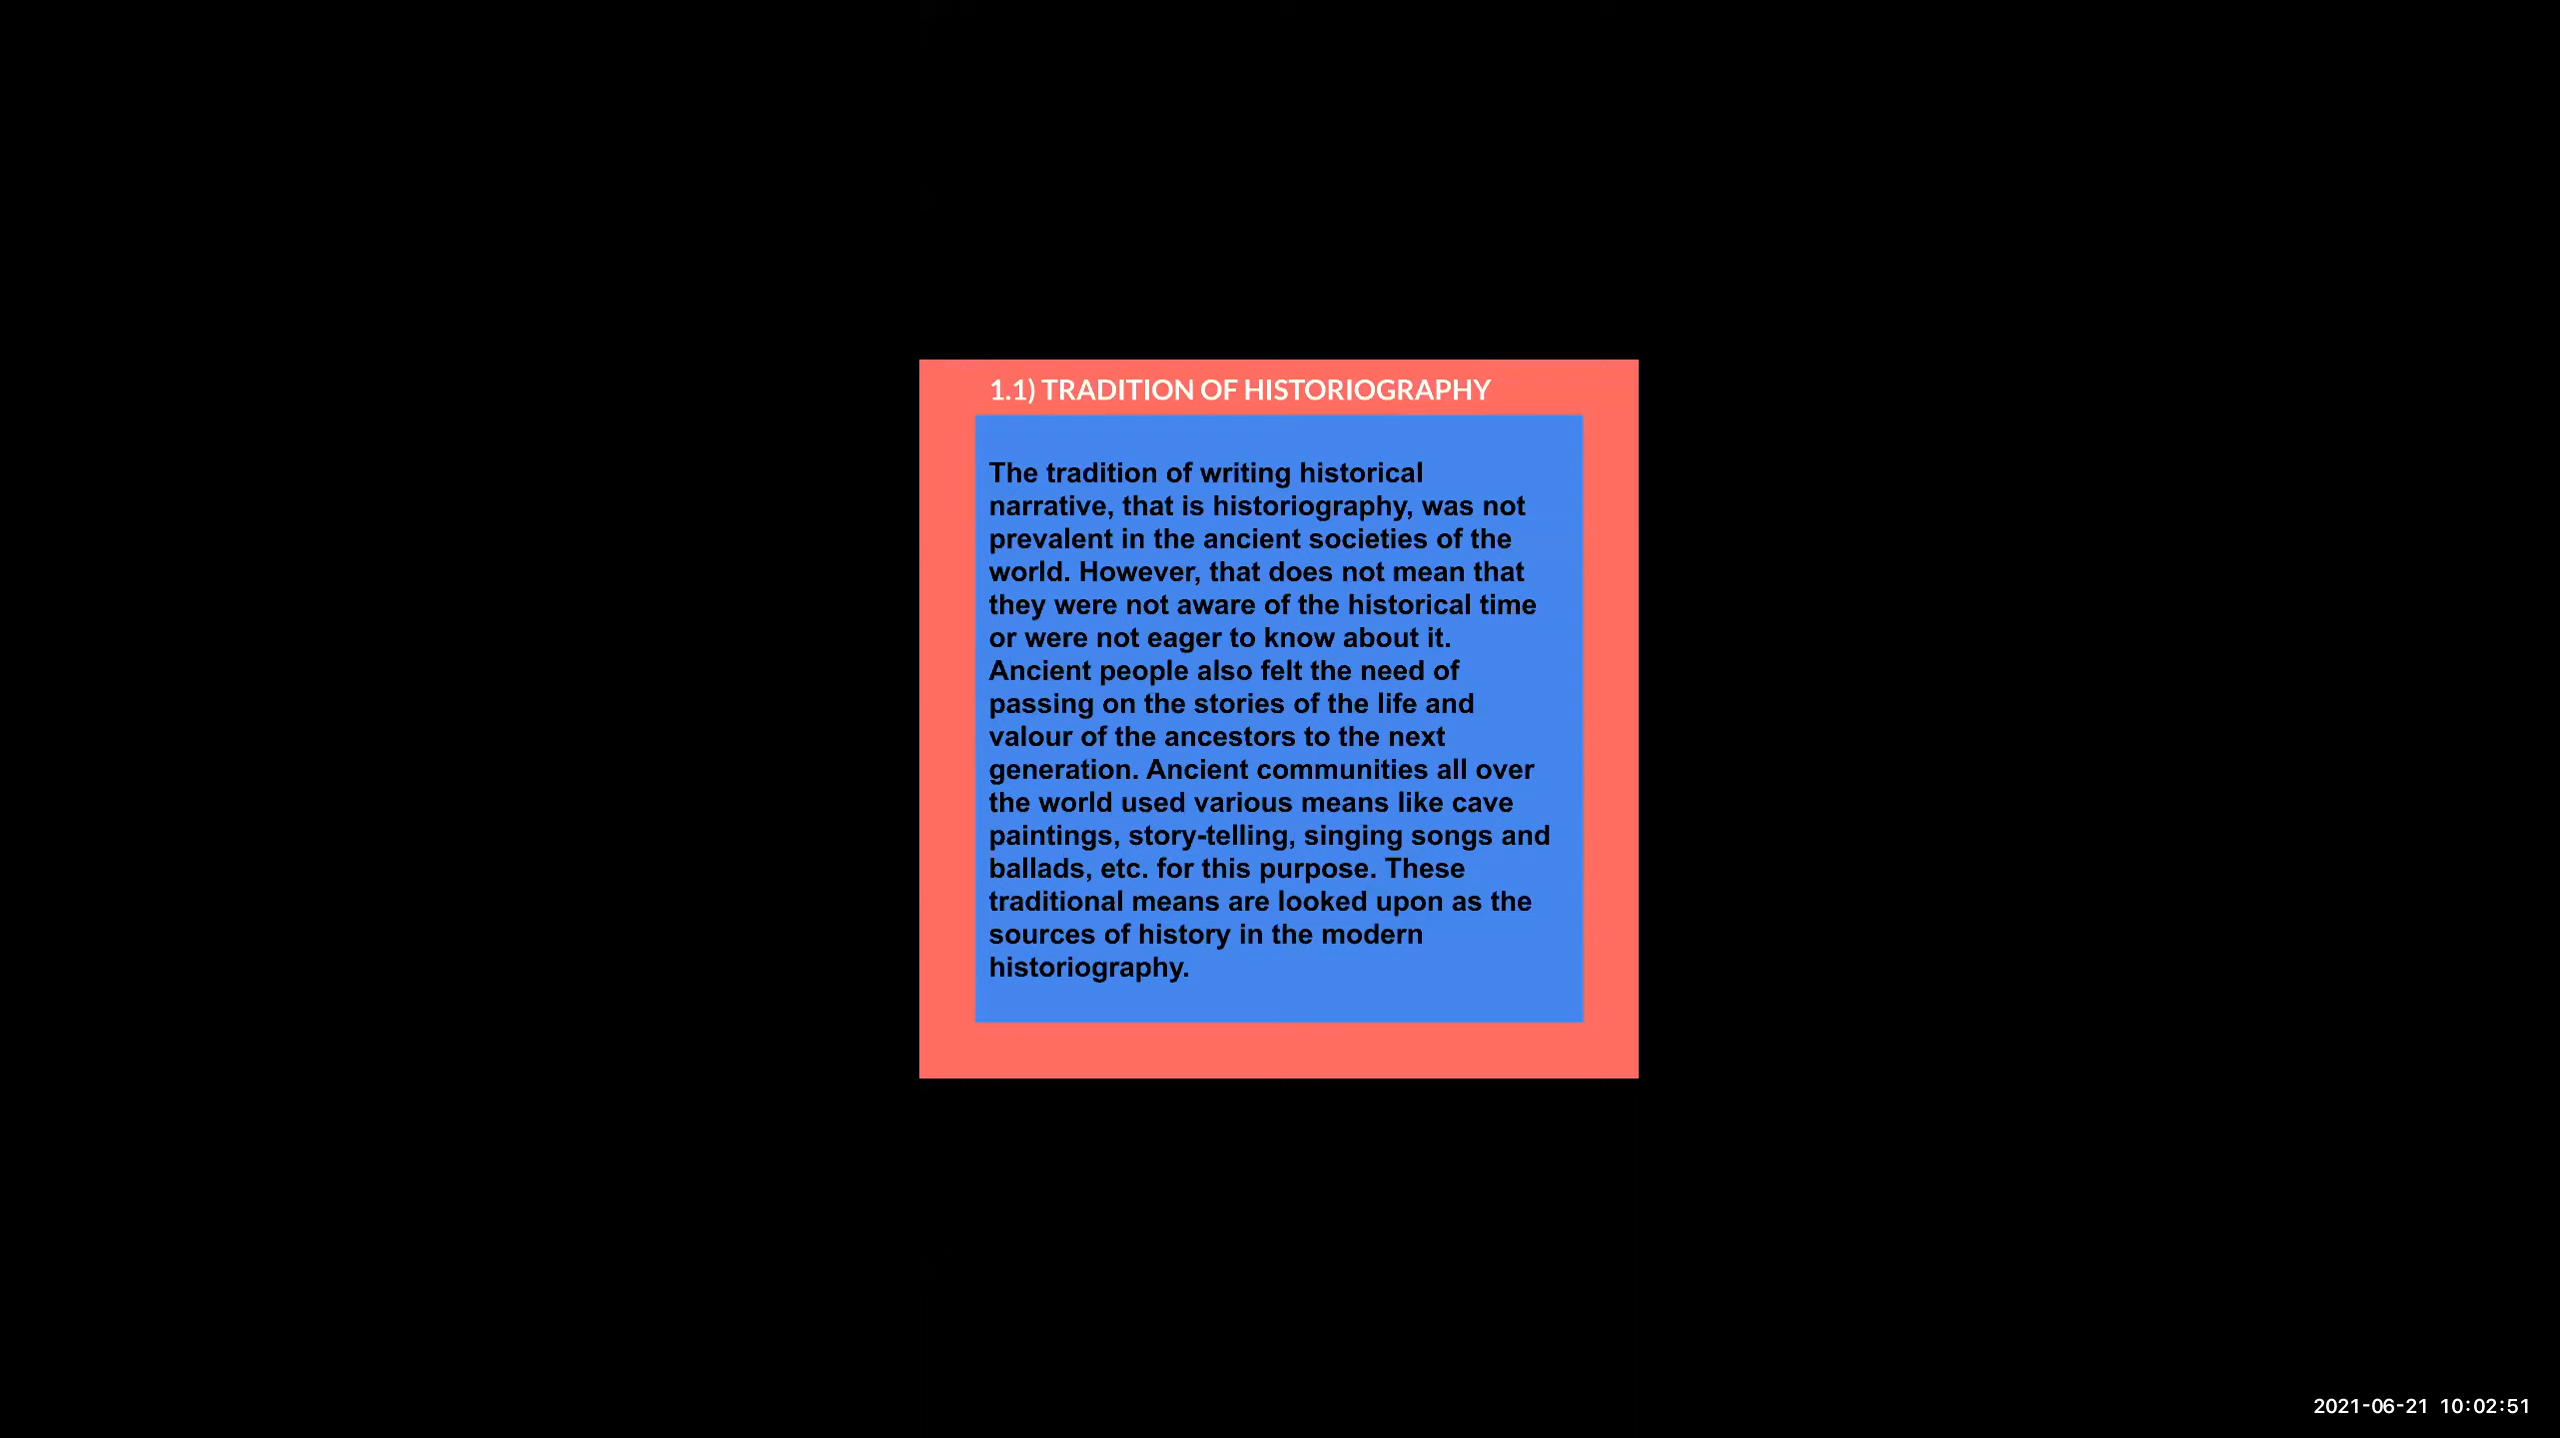 1.1) TRADITION OF HISTORIOGRAPHY
The tradition of writing historical
narrative, that is historiography, was not
prevalent in the ancient societies of the
world. However, that does not mean that
they were not aware of the historical time
or were not eager to know about it.
Ancient people also felt the need of
passing on the stories of the life and
valour of the ancestors to the next
generation. Ancient communities all over
the world used various means like cave
paintings, story-telling, singing songs and
ballads, etc. for this purpose. These
traditional means are looked upon as the
sources of history in the modern
historiography.
2021-06-21 10:02:51